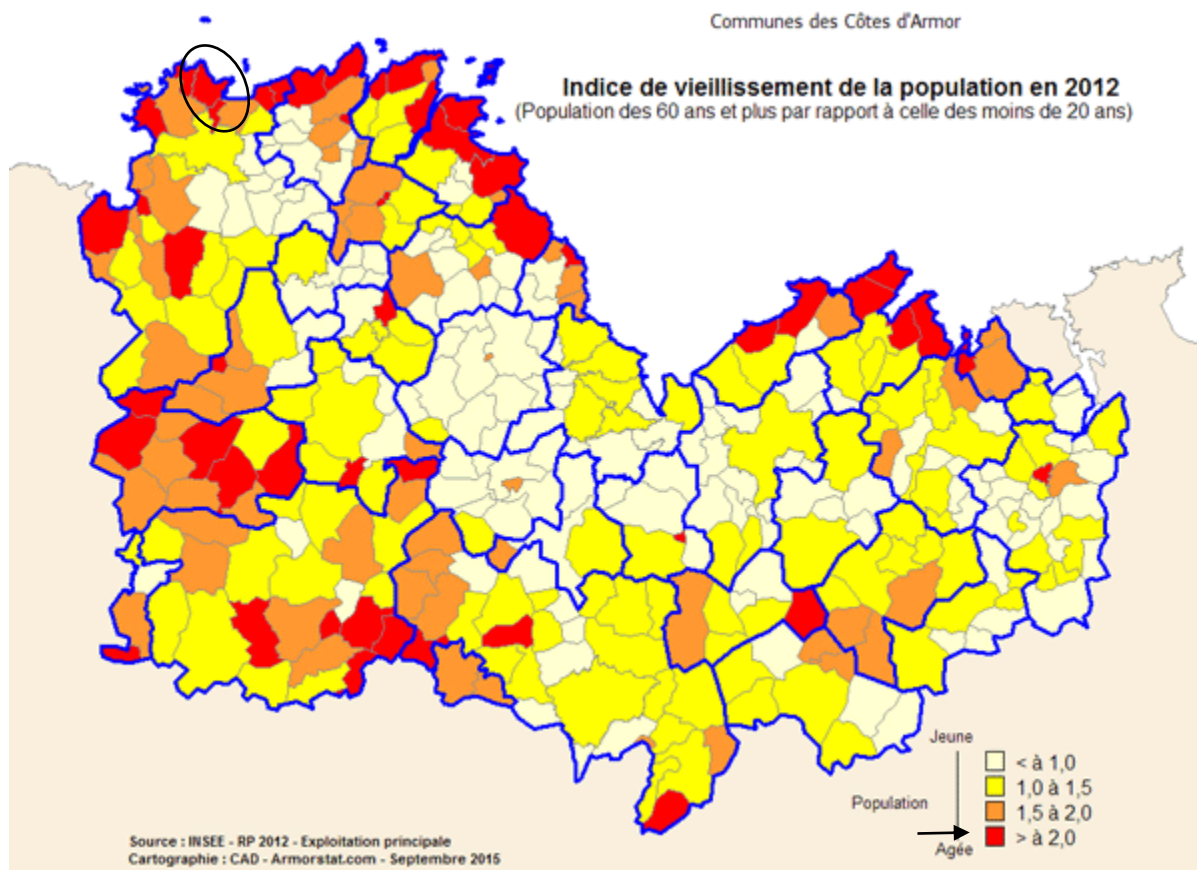 Communes des Côtes d'Armor
Indice de vieillissement de la population en 2012
(Population des 60 ans et plus par rapport à celle des moins de 20 ans)
Jeune
< à 1,0
1,0 à 1,5
Population
1,5 à 2,0
> à 2,0
Agée
Source : INSEE - RP 2012 - Exploitation principale
Cartographie : CAD - Armorstat.com - Septembre 2015